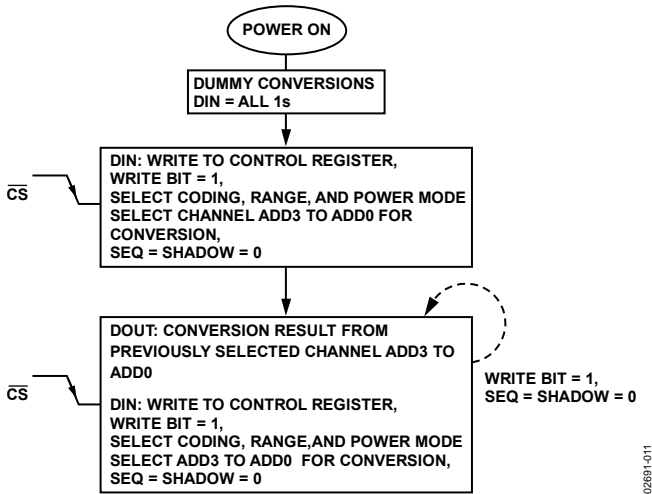 POWER ON
DUMMY CONVERSIONS
DIN = ALL 1s
CS
DIN: WRITE TO CONTROL REGISTER,
WRITE BIT = 1,
SELECT CODING, RANGE, AND POWER MODE
SELECT CHANNEL ADD3 TO ADD0 FOR
CONVERSION,
SEQ = SHADOW = 0
CS
DOUT: CONVERSION RESULT FROM
PREVIOUSLY SELECTED CHANNEL ADD3 TO
ADD0
DIN: WRITE TO CONTROL REGISTER,
WRITE BIT = 1,
SELECT CODING, RANGE,AND POWER MODE
SELECT ADD3 TO ADD0 FOR CONVERSION,
SEQ = SHADOW = 0
WRITE BIT = 1,
SEQ = SHADOW = 0
02691-011